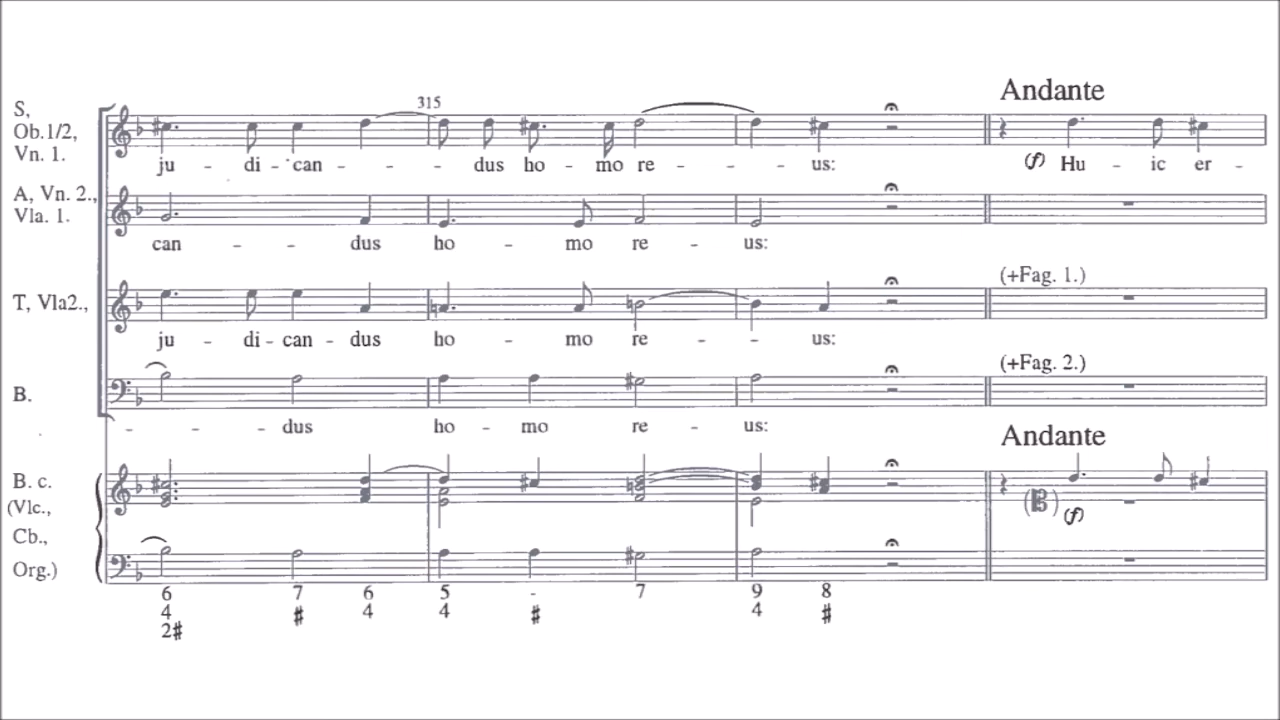 Andante
315
S,
Ob.1/2,
Vn. 1.
ju - di - can - - - dus ho - mo re - - - us: (f) Hu - ic er -
A, Vn. 2.,
Vla. 1.
can - - dus ho - mo re - us:
(+Fag. 1.)
T, Vla2.,
ju - di - can - dus ho - mo re - - us:
(+Fag. 2.)
B.
- - - dus ho - mo re - us:
Andante
B. c.
(Vlc.,
Cb.,
Org.)
(f)
6 7 6 5 - 7 9 8
4 # 4 4 # 4 #
2#